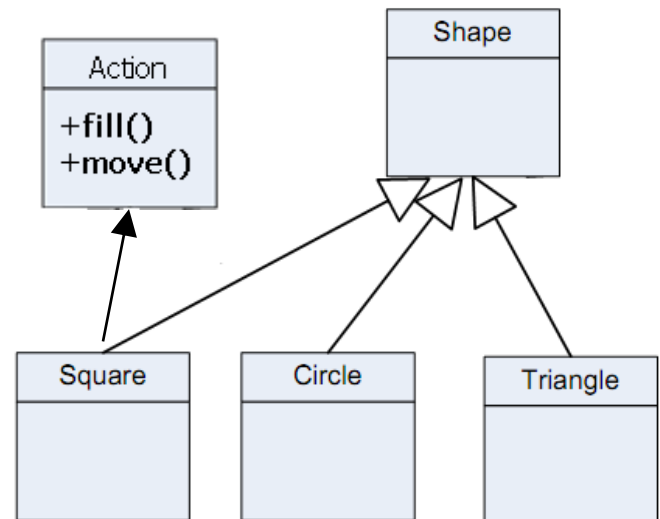 Shape
Action
+fill()
+move()
Square
Circle
Triangle